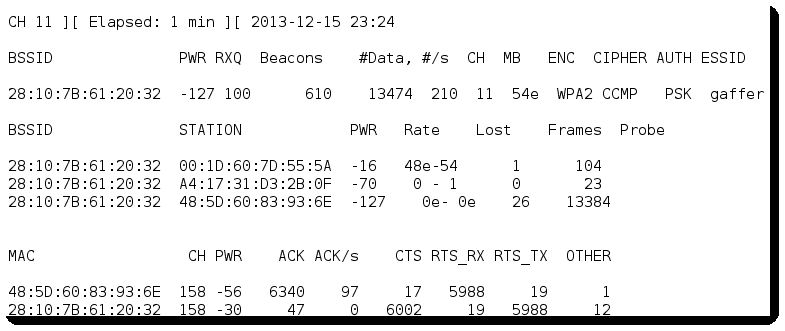 CH 11 ][ Elapsed: 1 min ][ 2013-12-15 23:24
BSSID PWR RXQ Beacons #Data, #/s CH MB ENC CIPHER AUTH ESSID
28:10:7B:61:20:32 -127 100 610 13474 210 11 54e WPA2 CCMP PSK gaffer
BSSID STATION PWR Rate Lost Frames Probe
28:10:7B:61:20:32 00:1D:60:7D:55:5A -16 48e-54 1 104
28:10:7B:61:20:32 A4:17:31:D3:2B:0F -70 0 - 1 0 23
28:10:7B:61:20:32 48:5D:60:83:93:6E -127 0e- 0e 26 13384
MAC CH PWR ACK ACK/s CTS RTS_RX RTS_TX OTHER
48:5D:60:83:93:6E 158 -56 6340 97 17 5988 19 1
28:10:7B:61:20:32 158 -30 47 0 6002 19 5988 12